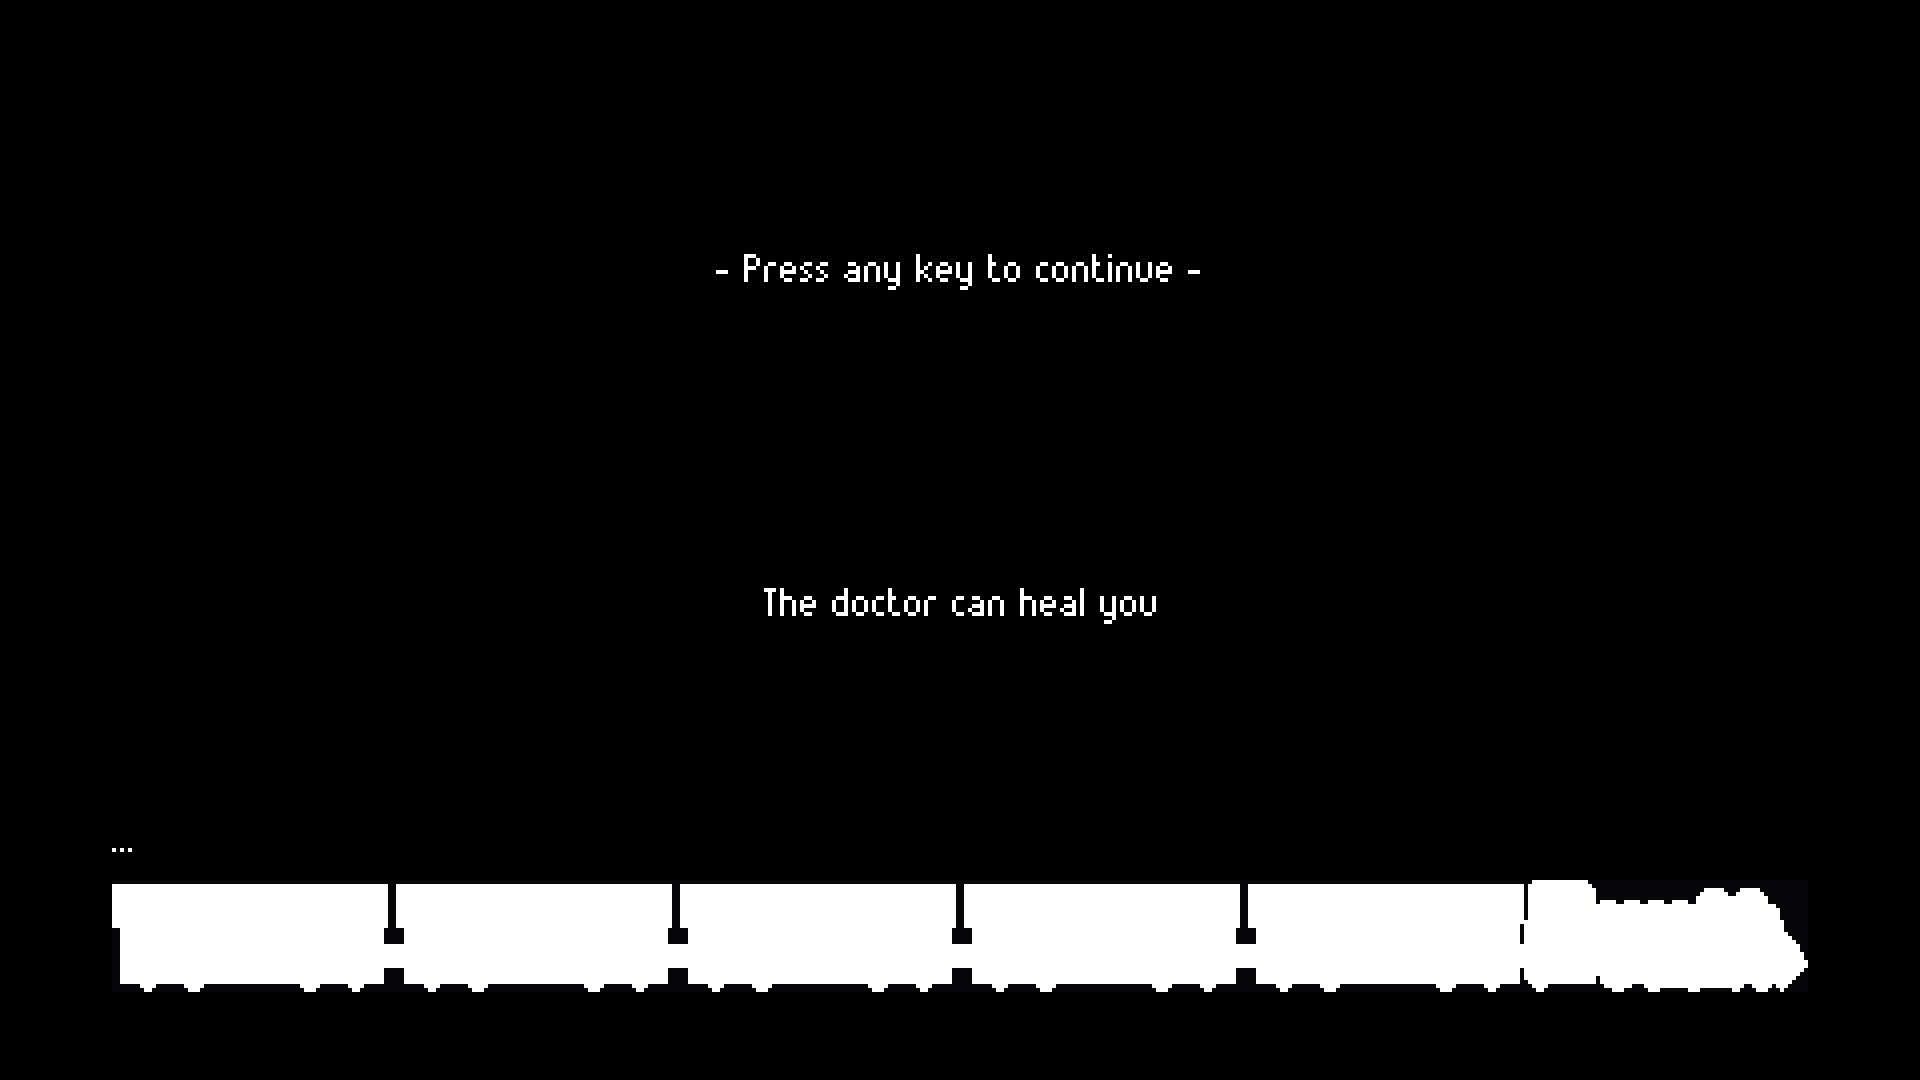 - Press any key to continue -
The doctor can heal you
...